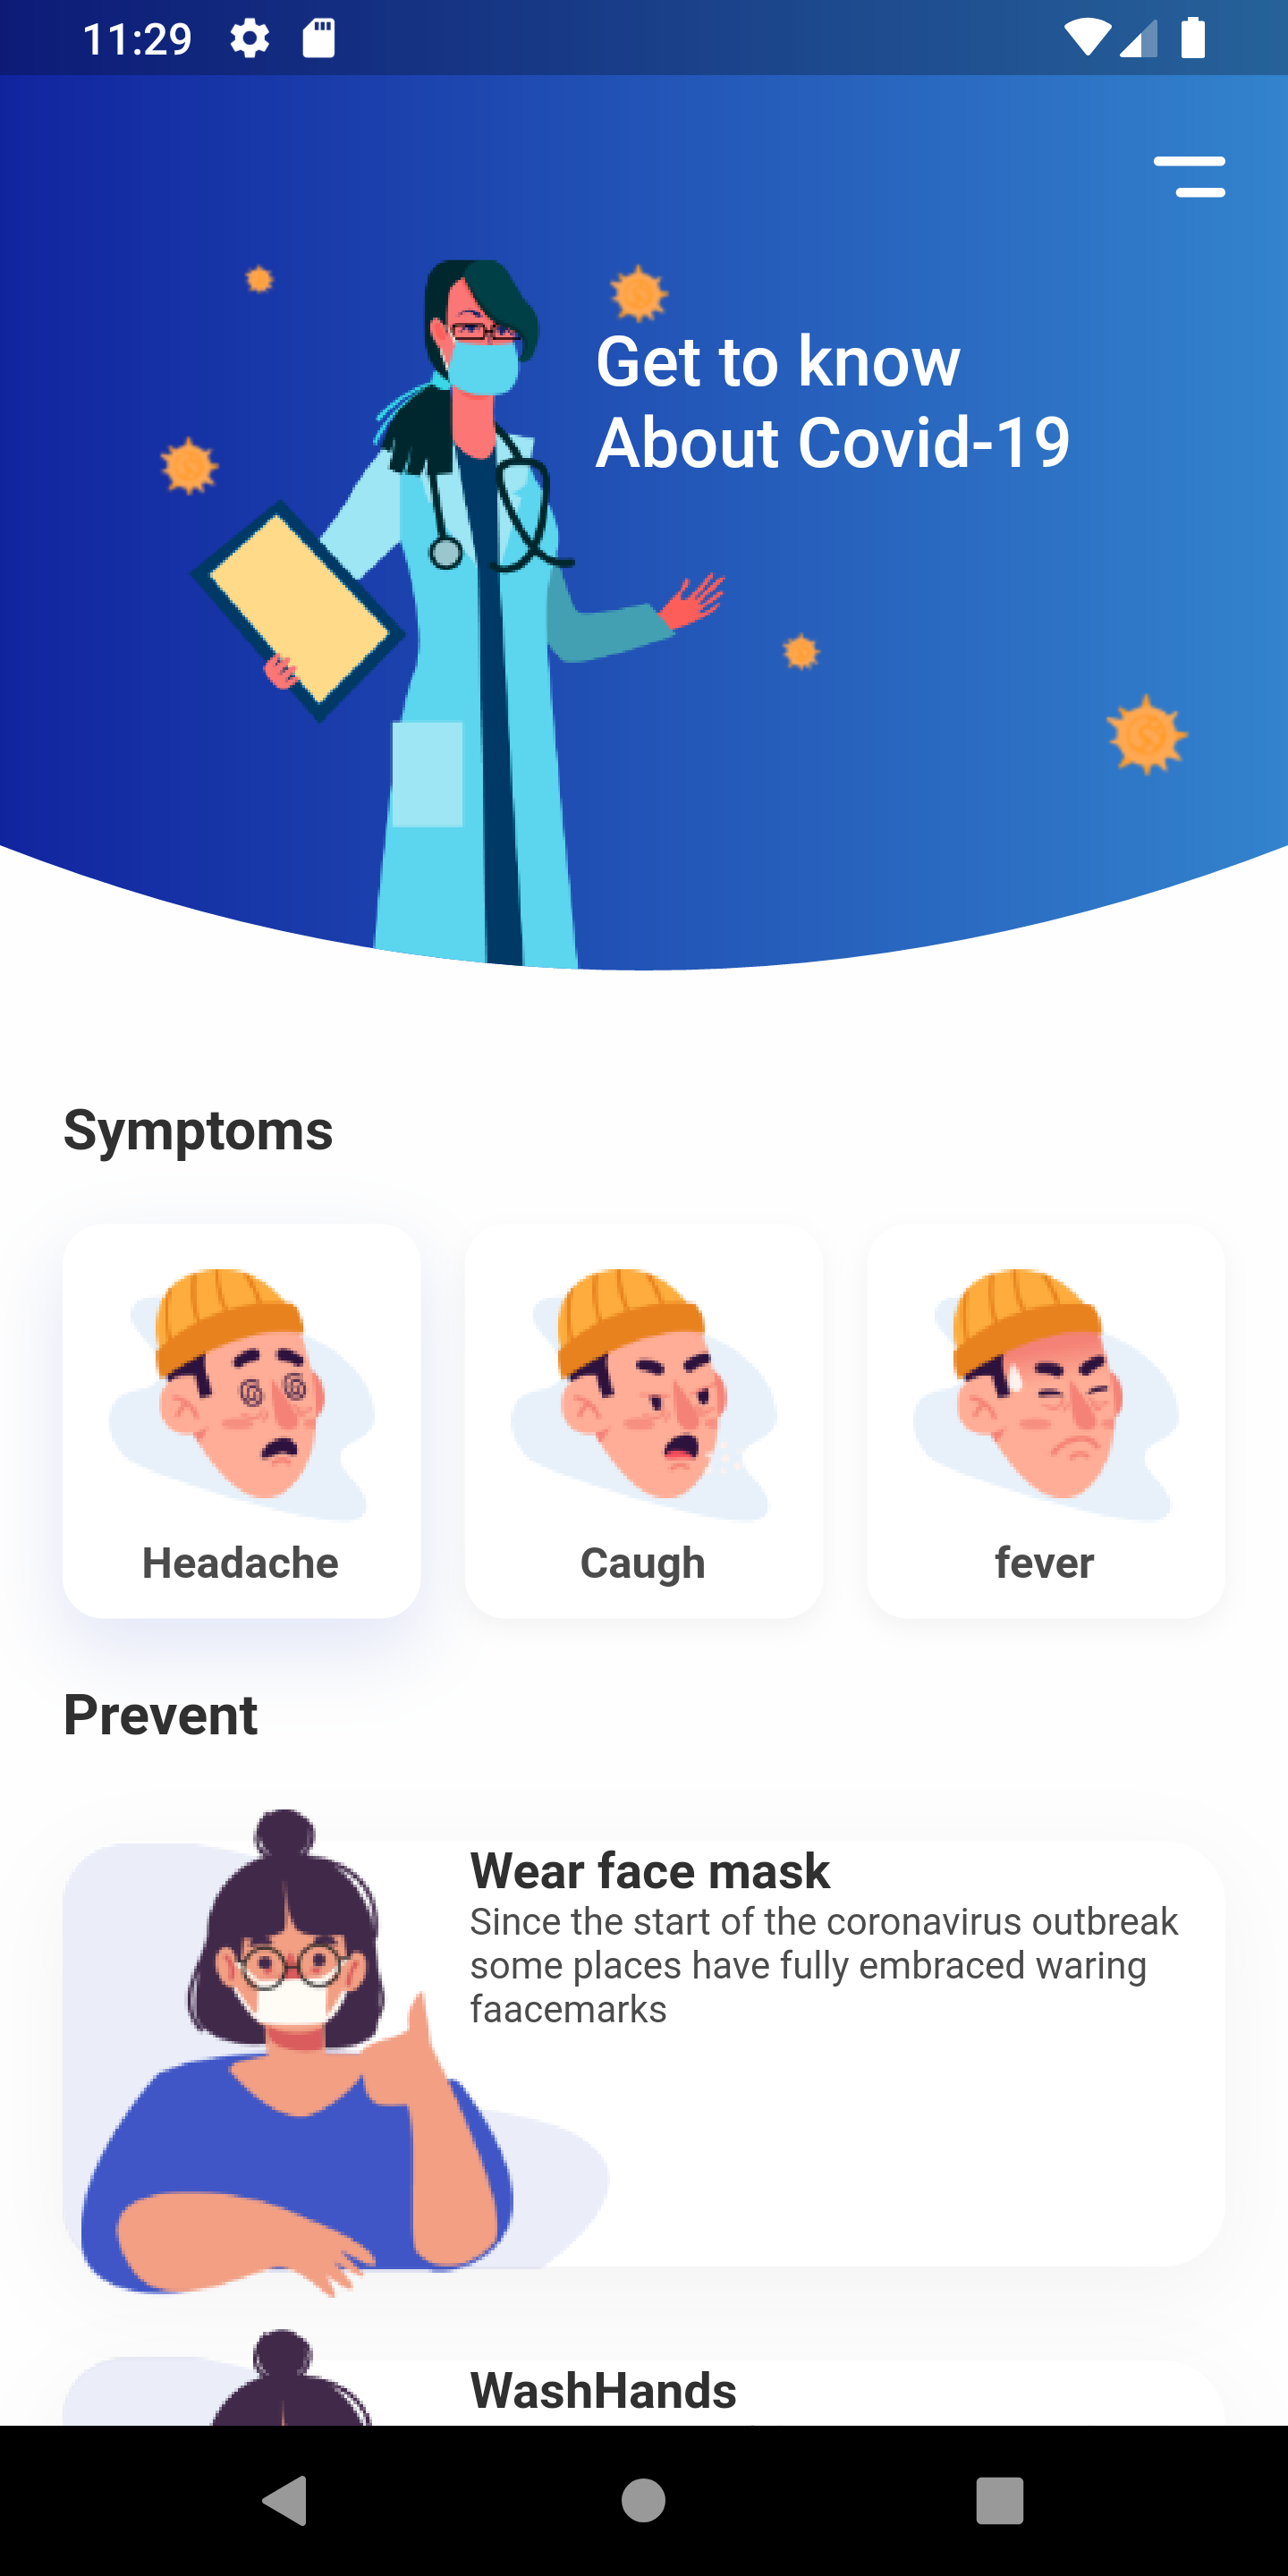 11:29
Get to know
About Covid-19
Symptoms
Headache
Caugh
fever
Prevent
Wear face mask
Since the start of the coronavirus outbreak
some places have fully embraced waring
faacemarks
WashHands